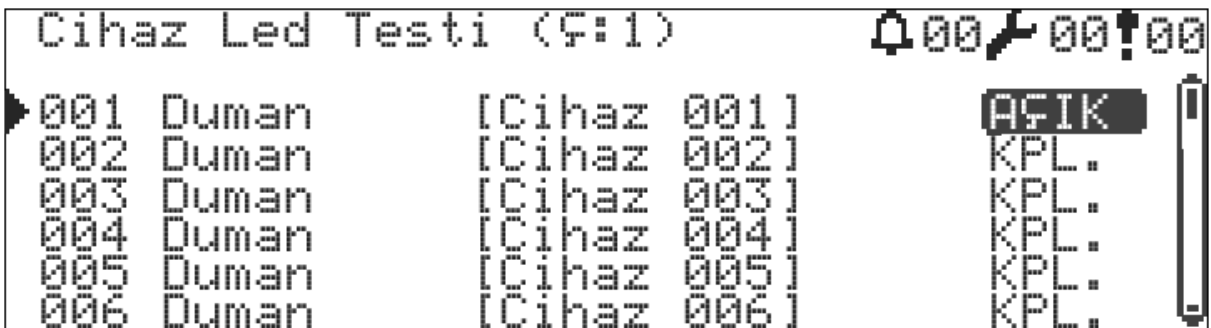 Cihaz Led Testi (Ç:1) 00 00 00
001 Duman [Cihaz 001] AÇIK
002 Duman [Cihaz 002] KPL.
003 Duman [Cihaz 003] KPL.
004 Duman [Cihaz 004] KPL.
005 Duman [Cihaz 005] KPL.
006 Duman [Cihaz 006] KPL.